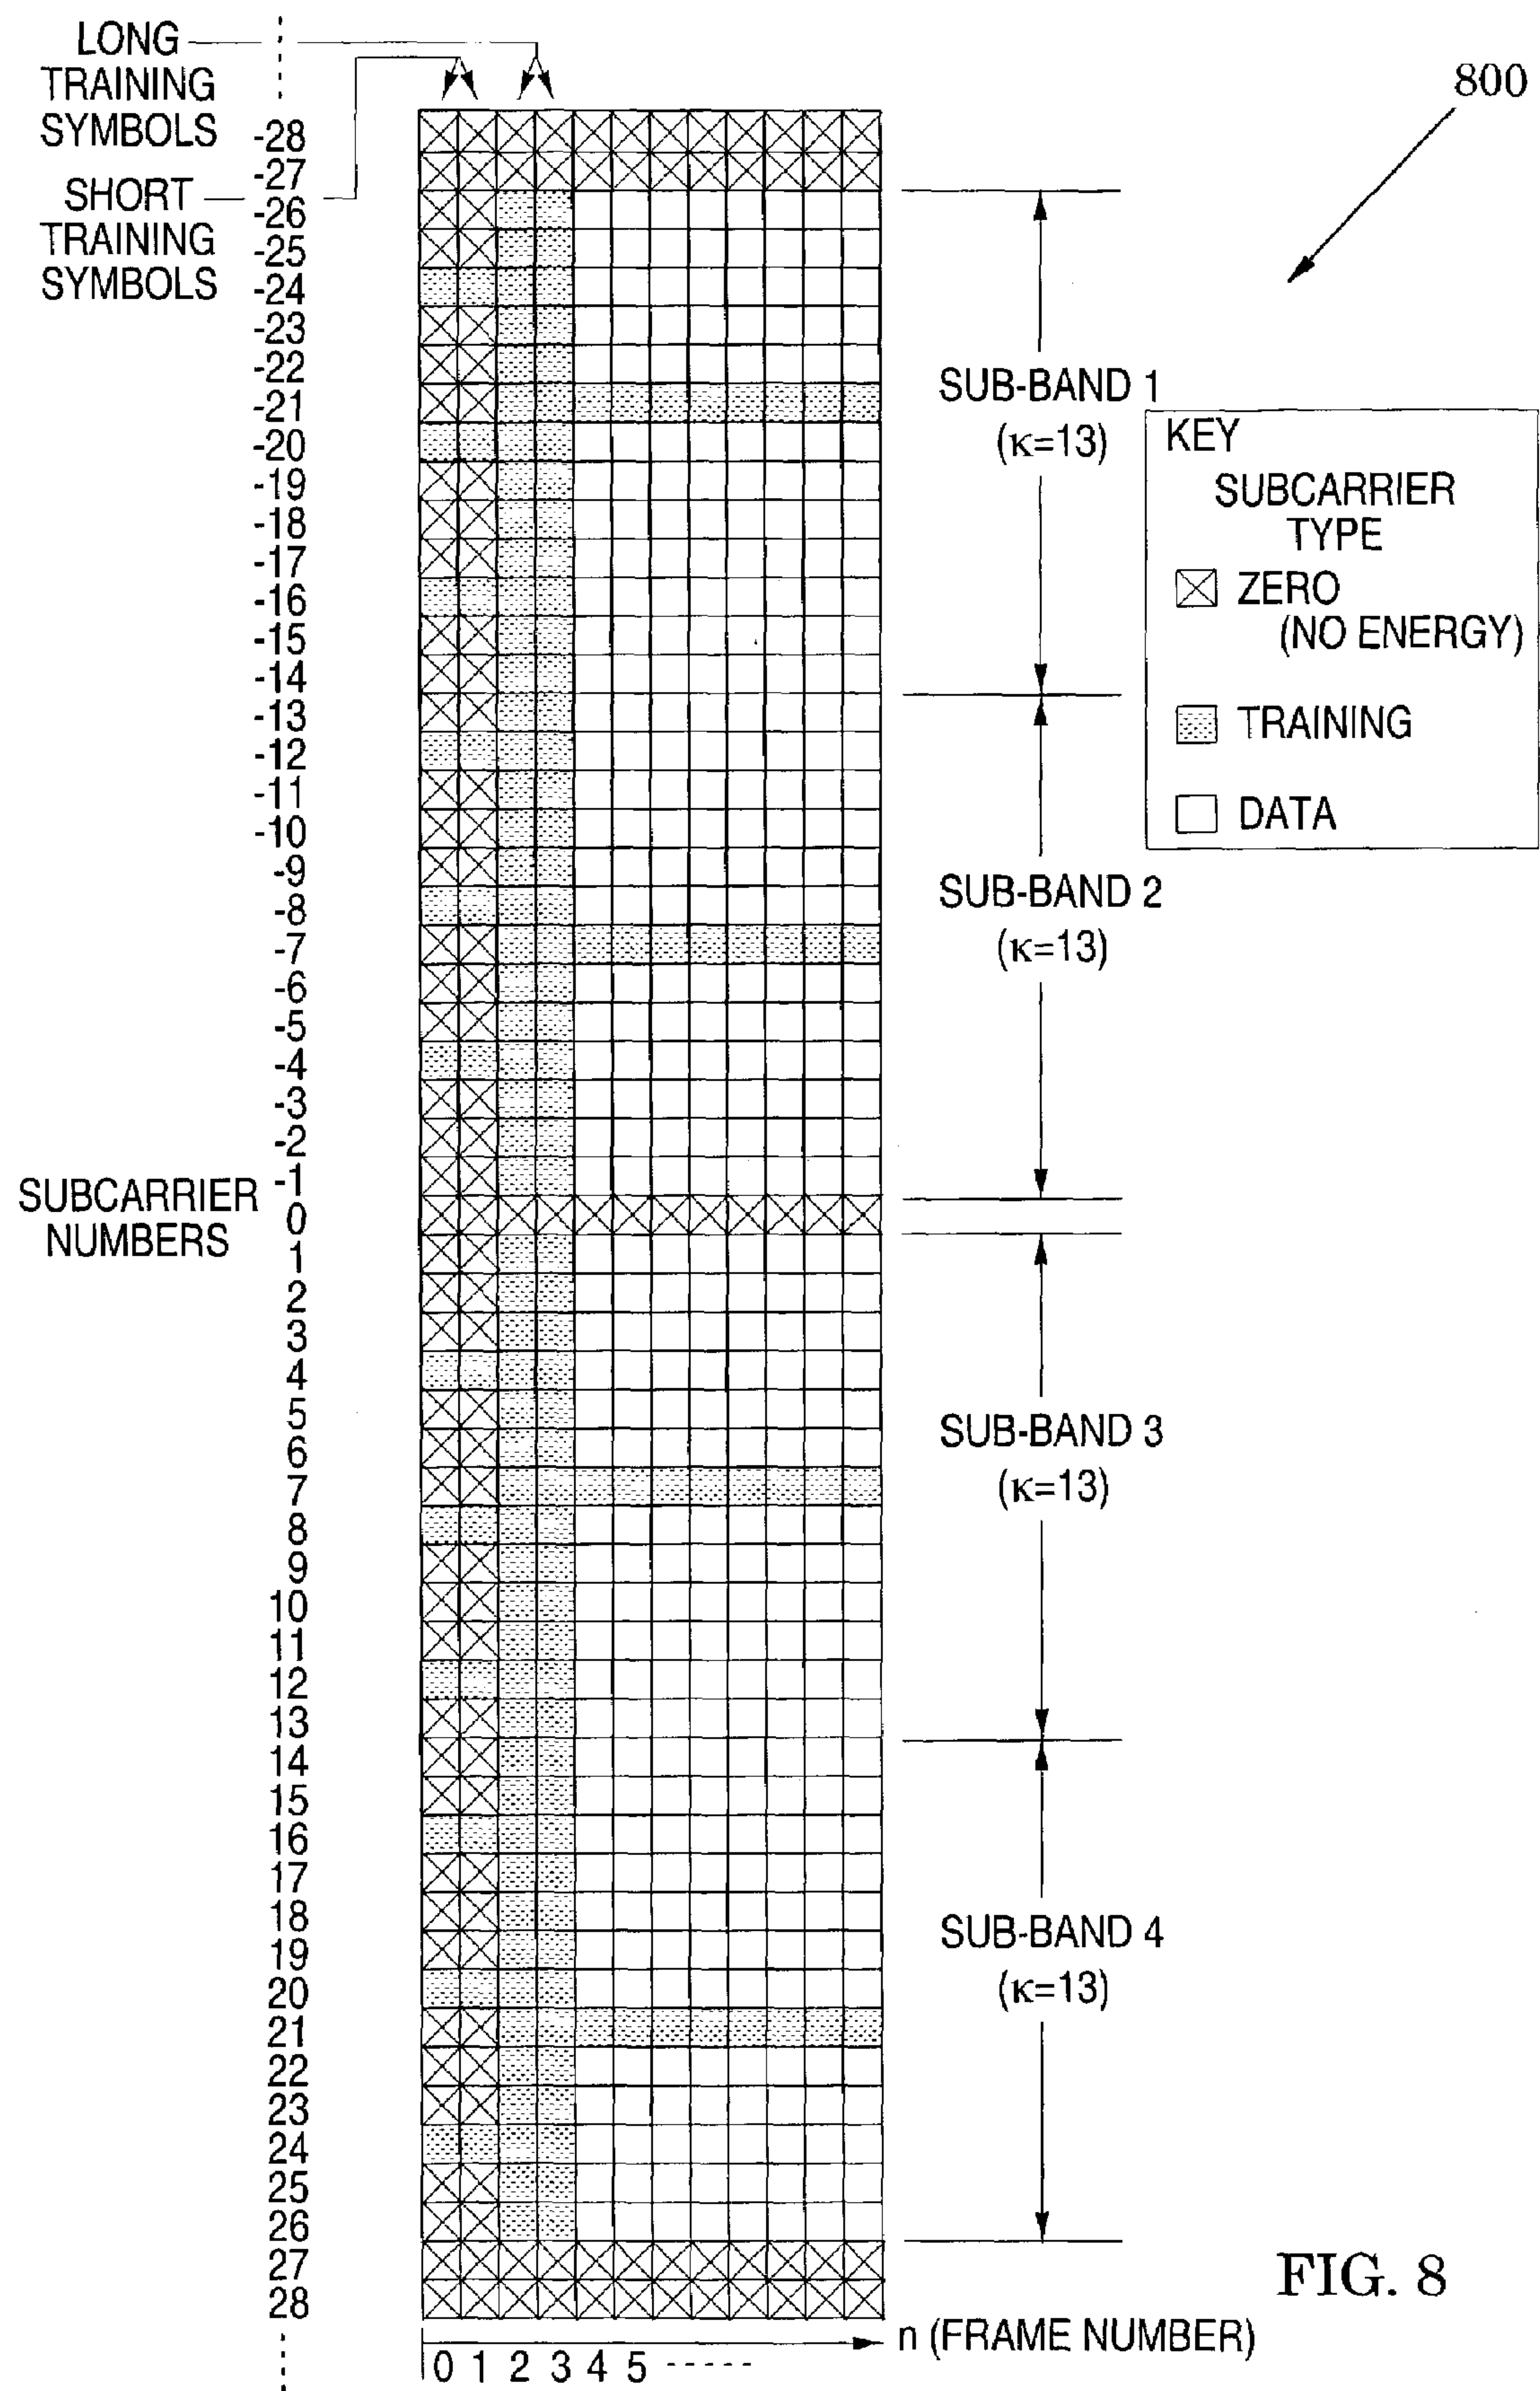 LONG
TRAINING
SYMBOLS
SHORT
TRAINING
SYMBOLS
-28
-27
-26
-25
-24
-23
-22
-21
-20
-19
-18
-17
-16
-15
-14
-13
-12
-11
-10
-9
-8
-7
-6
-5
-4
-3
-2
-1
SUBCARRIER
NUMBERS
0
1
2
3
4
5
6
7
8
9
10
11
12
13
14
15
16
17
18
19
20
21
22
23
24
25
26
27
28
800
SUB-BAND 1
(κ=13)
KEY
SUBCARRIER
TYPE
ZERO
(NO ENERGY)
TRAINING
DATA
SUB-BAND 2
(κ=13)
SUB-BAND 3
(κ=13)
SUB-BAND 4
(κ=13)
FIG. 8
n (FRAME NUMBER)
0 1 2 3 4 5 -----